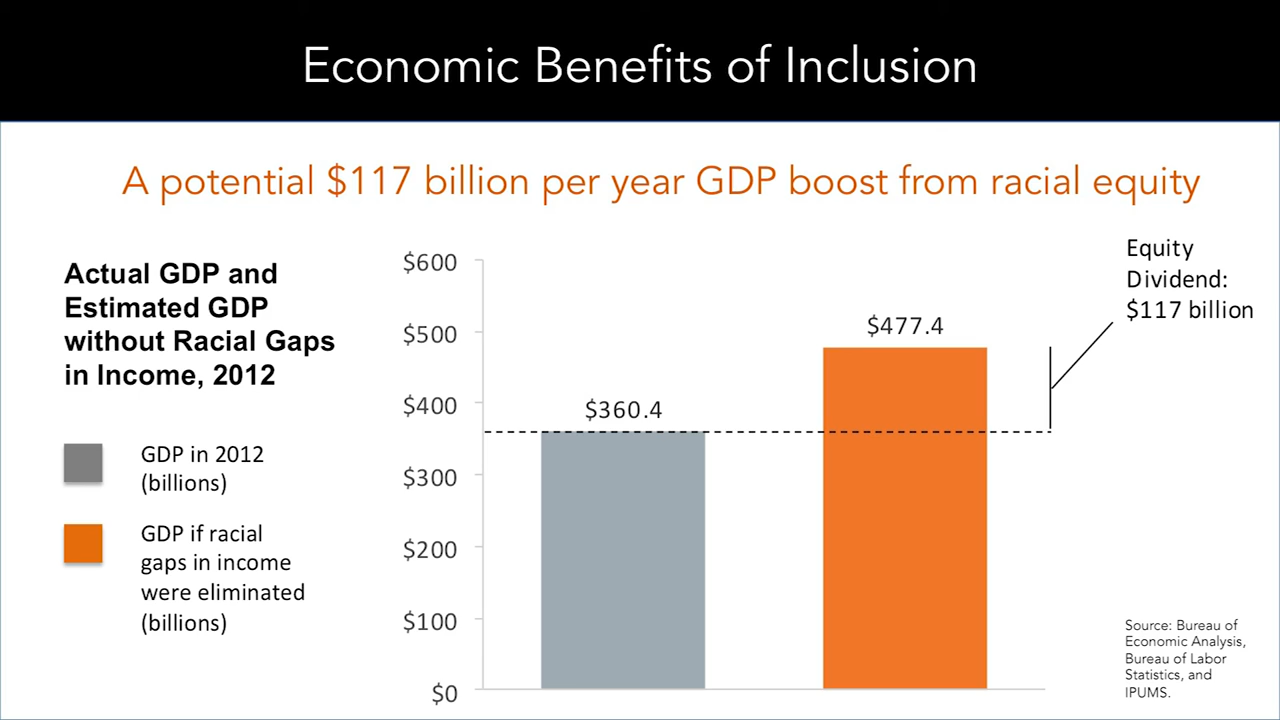 Economic Benefits of Inclusion
A potential $117 billion per year GDP boost from racial equity
Actual GDP and
Estimated GDP
without Racial Gaps
in Income, 2012
GDP in 2012
(billions)
GDP if racial
gaps in income
were eliminated
(billions)
$600
$500
$400
$300
$200
$100
$0
$360.4
$477.4
Equity
Dividend:
$117 billion
Source: Bureau of
Economic Analysis,
Bureau of Labor
Statistics, and
IPUMS.